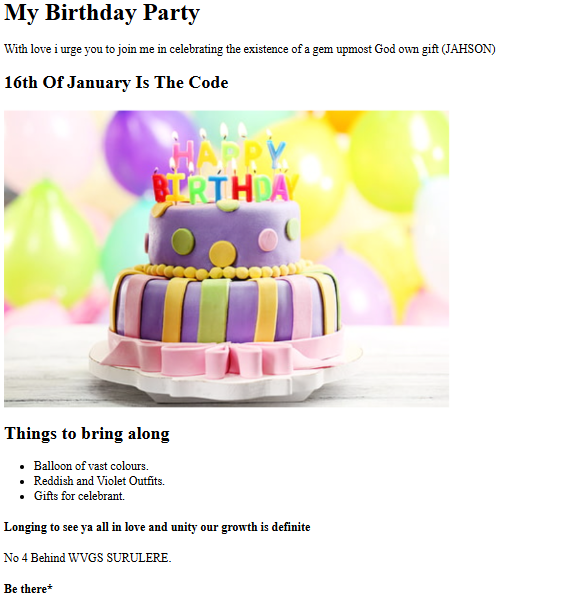 My Birthday Party
With love i urge you to join me in celebrating the existence of a gem upmost God own gift (JAHSON)
16th Of January Is The Code
HAPPY
BIRTHDAY
Things to bring along
Balloon of vast colours.
Reddish and Violet Outfits.
Gifts for celebrant.
Longing to see ya all in love and unity our growth is definite
No 4 Behind WVGS SURULERE.
Be there*